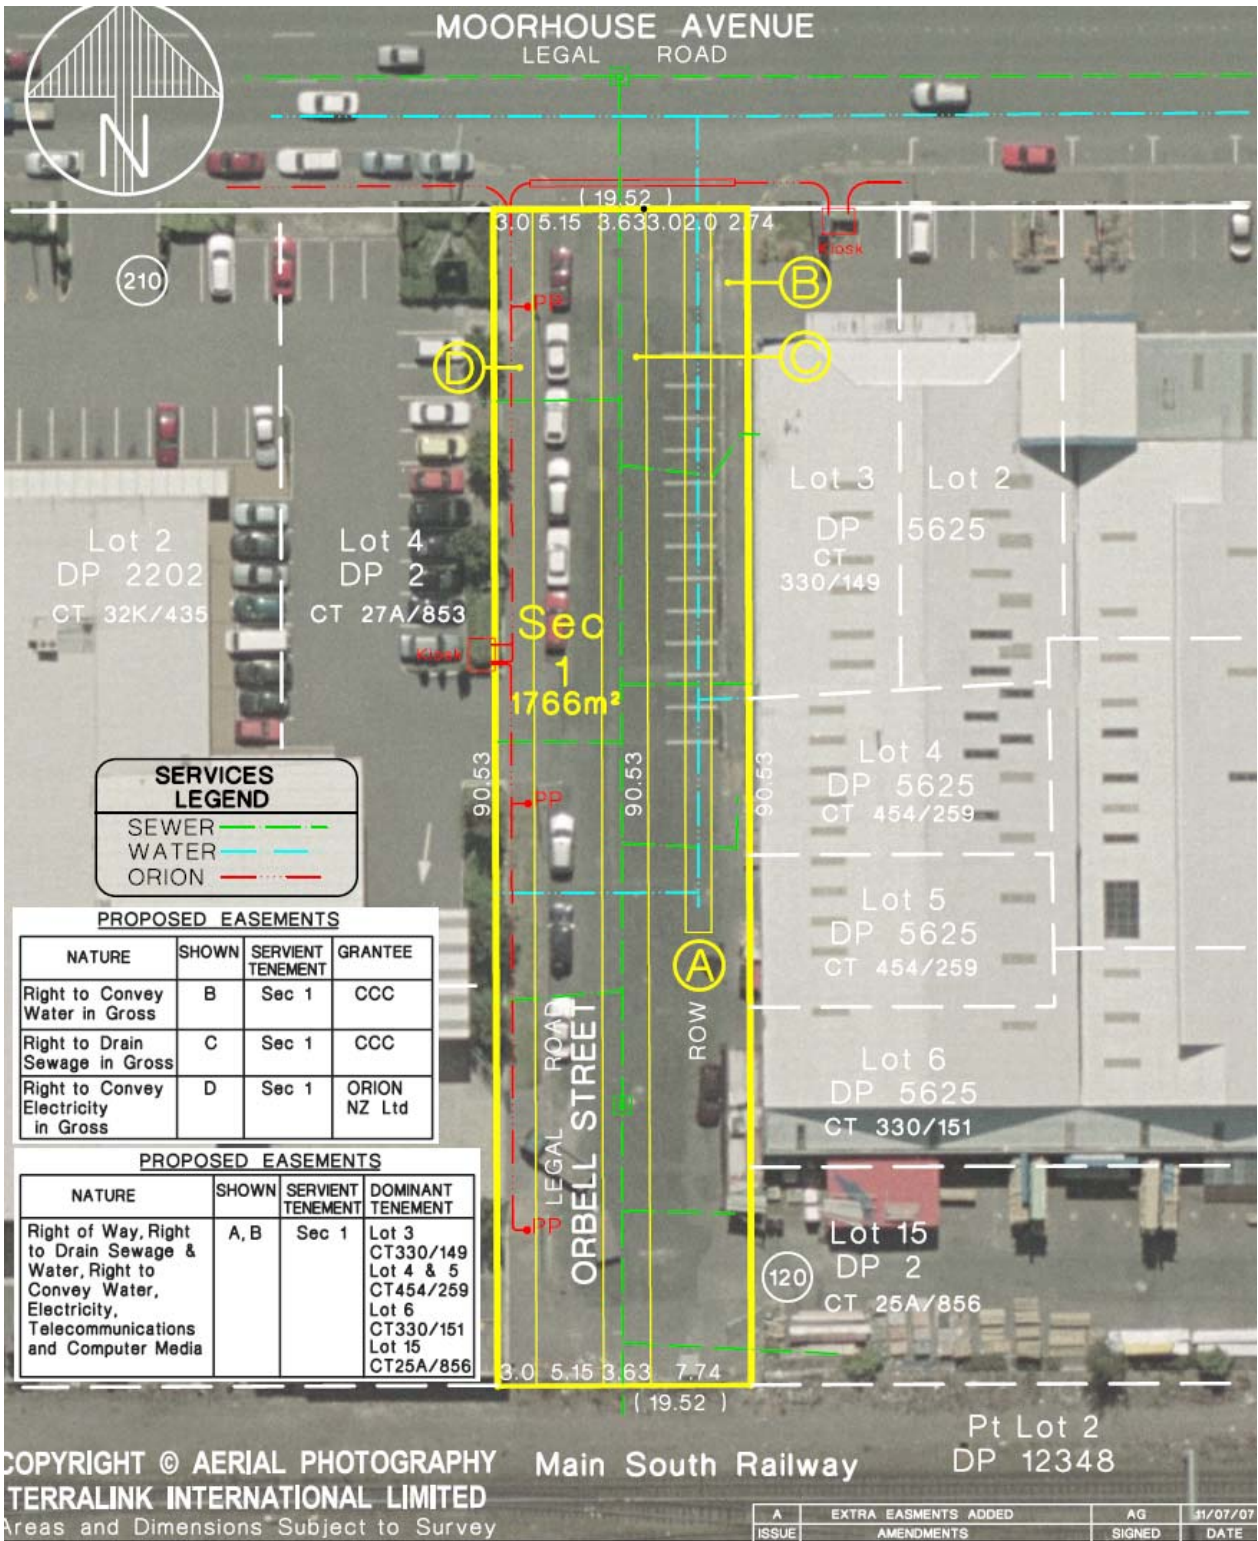 MOORHOUSE AVENUE
LEGAL ROAD
N
( 19.52 )
3.0 5.15 3.63 3.0 2.0 2.74
Kiosk
210
B
PP
D
C
Lot 3 Lot 2
DP 5625
CT
330/149
Lot 2
DP 2202
CT 32K/435
Lot 4
DP 2
CT 27A/853
Sec
1
1766m²
Kiosk
90.53
90.53
90.53
Lot 4
DP 5625
CT 454/259
SERVICES
LEGEND
SEWER
WATER
ORION
PP
Lot 5
DP 5625
CT 454/259
A
ROW
LEGAL ROAD
ORBELL STREET
PROPOSED EASEMENTS
NATURE SHOWN SERVIENT TENEMENT GRANTEE
Right to Convey Water in Gross B Sec 1 CCC
Right to Drain Sewage in Gross C Sec 1 CCC
Right to Convey Electricity in Gross D Sec 1 ORION NZ Ltd
Lot 6
DP 5625
CT 330/151
PROPOSED EASEMENTS
NATURE SHOWN SERVIENT TENEMENT DOMINANT TENEMENT
Right of Way, Right to Drain Sewage & Water, Right to Convey Water, Electricity, Telecommunications and Computer Media A, B Sec 1 Lot 3 CT330/149 Lot 4 & 5 CT454/259 Lot 6 CT330/151 Lot 15 CT25A/856
PP
120
Lot 15
DP 2
CT 25A/856
3.0 5.15 3.63 7.74
( 19.52 )
Pt Lot 2
DP 12348
Main South Railway
COPYRIGHT © AERIAL PHOTOGRAPHY
TERRALINK INTERNATIONAL LIMITED
Areas and Dimensions Subject to Survey
A EXTRA EASMENTS ADDED AG 11/07/07
ISSUE AMENDMENTS SIGNED DATE